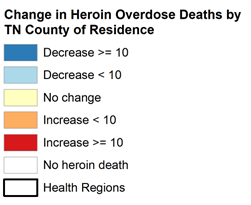 Change in Heroin Overdose Deaths by
TN County of Residence
Decrease >= 10
Decrease < 10
No change
Increase < 10
Increase >= 10
No heroin death
Health Regions